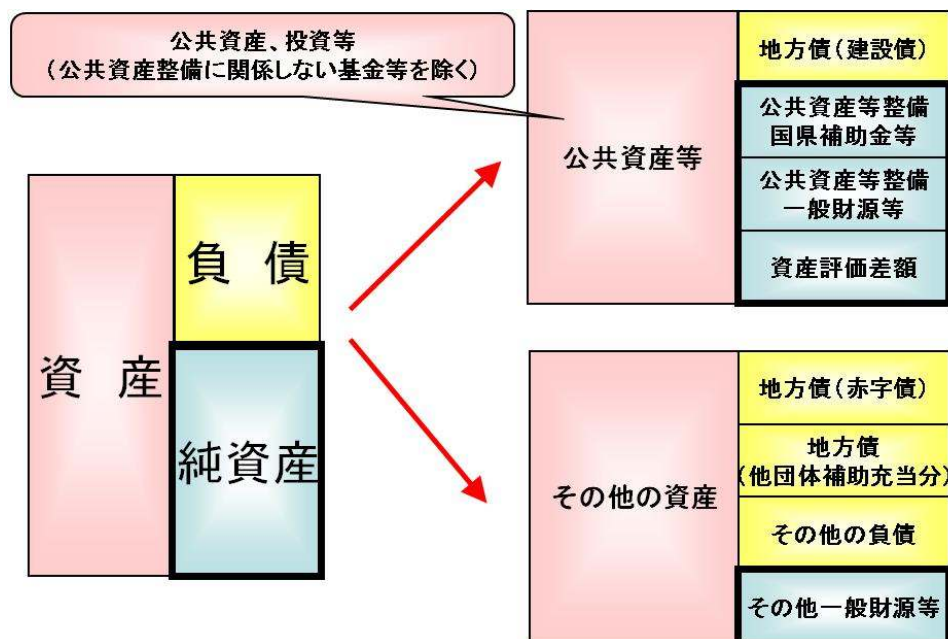 公共資産、投資等
（公共資産整備に関係しない基金等を除く）
資　産
負　債
純資産
公共資産等
地方債（建設債）
公共資産等整備
国県補助金等
公共資産等整備
一般財源等
資産評価差額
その他の資産
地方債（赤字債）
地方債
（他団体補助充当分）
その他の負債
その他一般財源等